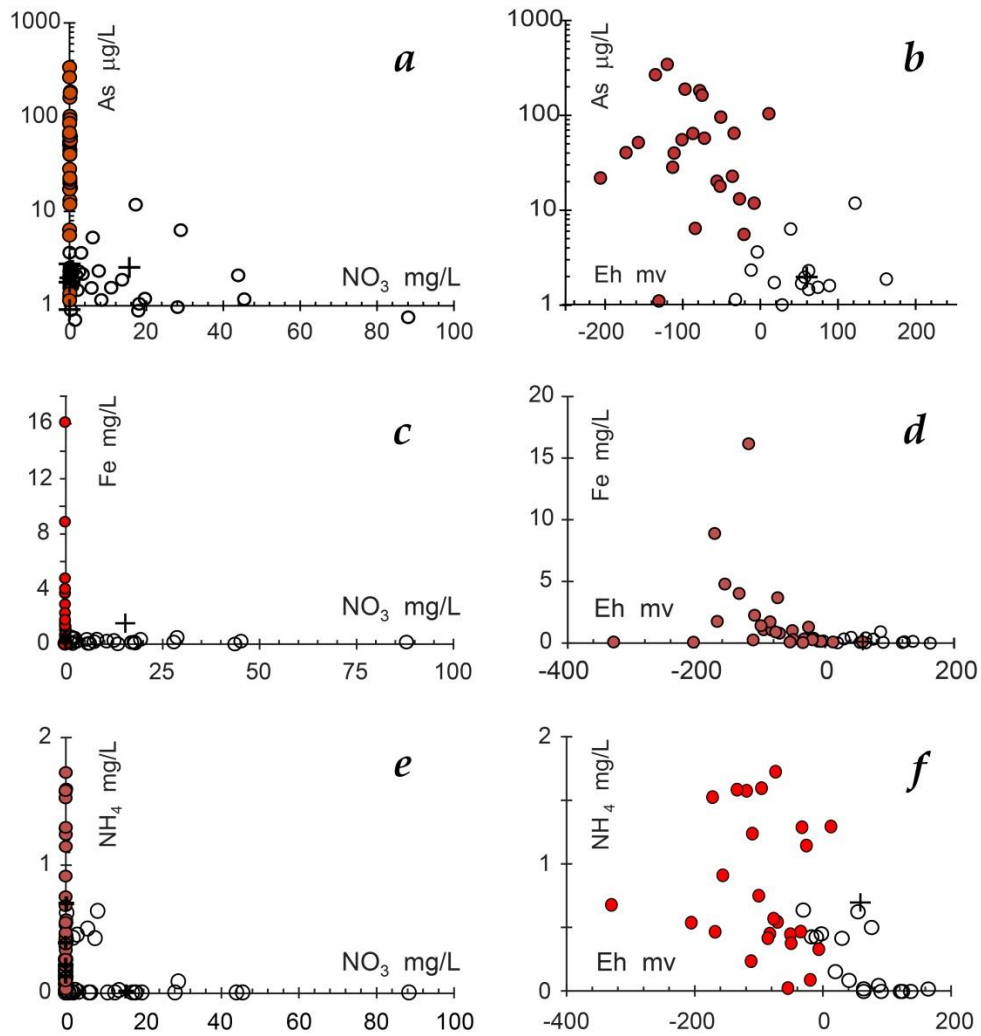 a
As μg/L
1000
100
10
1
NO3 mg/L
0 20 40 60 80 100
b
As μg/L
1000
100
10
1
Eh mv
-200 -100 0 100 200
c
Fe mg/L
16
12
8
4
0
NO3 mg/L
0 25 50 75 100
d
Fe mg/L
20
15
10
5
0
Eh mv
-400 -200 0 200
e
NH4 mg/L
2
1
0
NO3 mg/L
0 20 40 60 80 100
f
NH4 mg/L
2
1
0
Eh mv
-400 -200 0 200